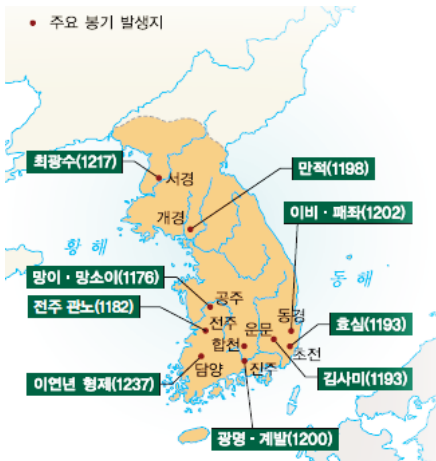 주요 봉기 발생지
최광수(1217)
서경
만적(1198)
개경
이비·패좌(1202)
황해
동해
망이·망소이(1176)
공주
전주 관노(1182)
전주
동경
효심(1193)
합천
운문
초전
담양
진주
이연년 형제(1237)
김사미(1193)
광명·계발(1200)